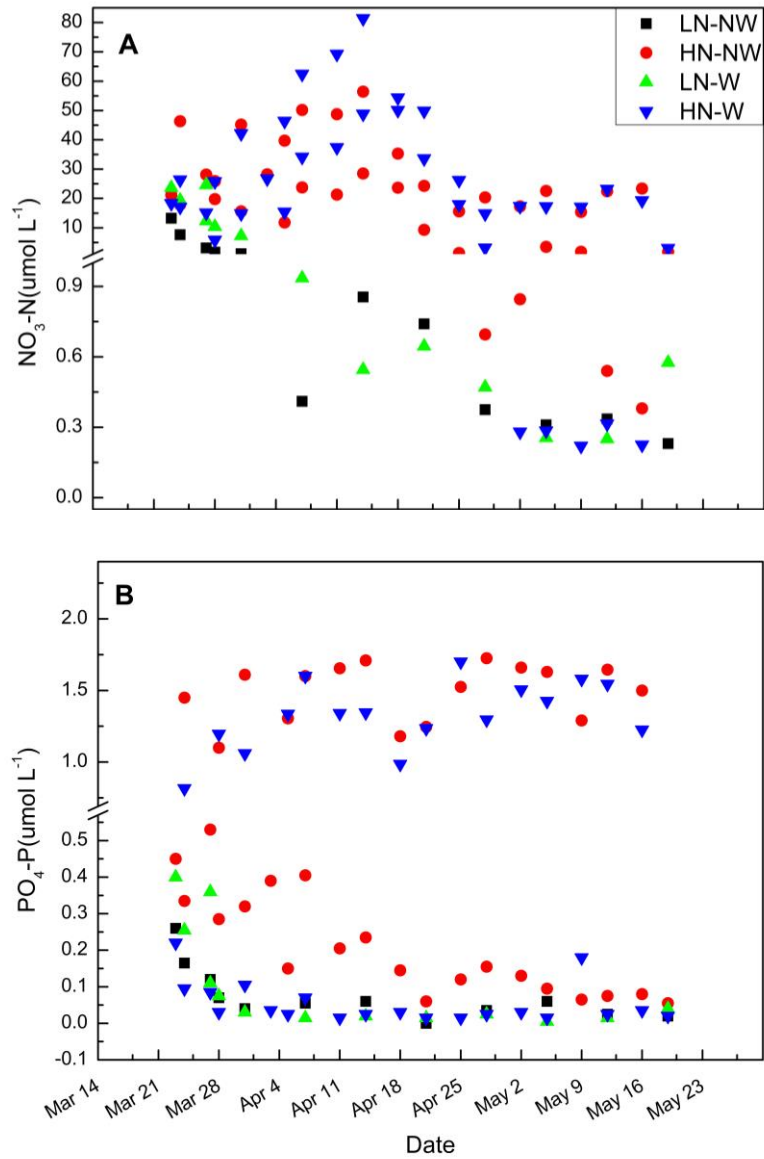 A
LN-NW
HN-NW
LN-W
HN-W
80
70
60
50
40
30
20
10
0.9
0.6
0.3
0.0
NO3-N(umol L-1)
B
2.0
1.5
1.0
0.5
0.4
0.3
0.2
0.1
0.0
-0.1
PO4-P(umol L-1)
Mar 14
Mar 21
Mar 28
Apr 4
Apr 11
Apr 18
Apr 25
May 2
May 9
May 16
May 23
Date